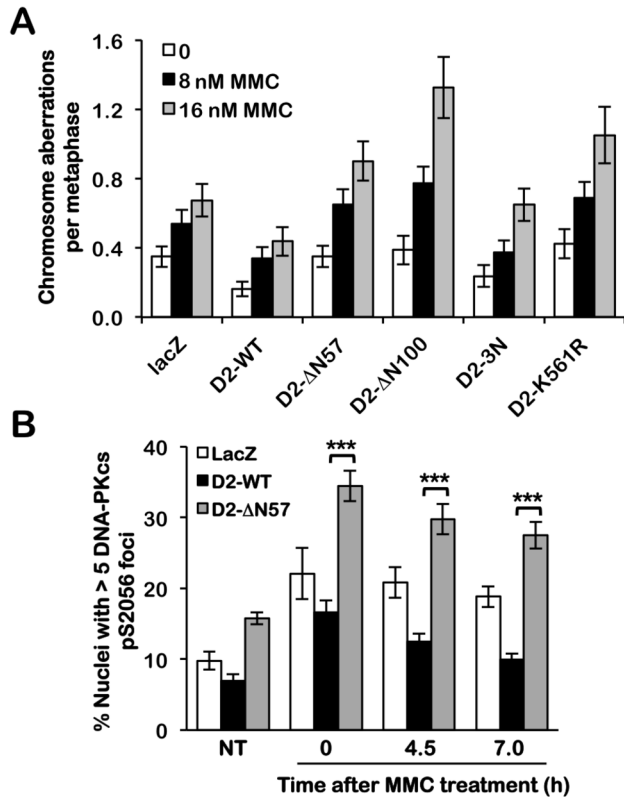 A
Chromosome aberrations
per metaphase
1.6
1.2
0.8
0.4
0.0
0
8 nM MMC
16 nM MMC
lacZ
D2-WT
D2-ΔN57
D2-ΔN100
D2-3N
D2-K561R
B
% Nuclei with > 5 DNA-PKcs
pS2056 foci
40
30
20
10
0
LacZ
D2-WT
D2-ΔN57
***
***
***
NT
0
4.5
7.0
Time after MMC treatment (h)